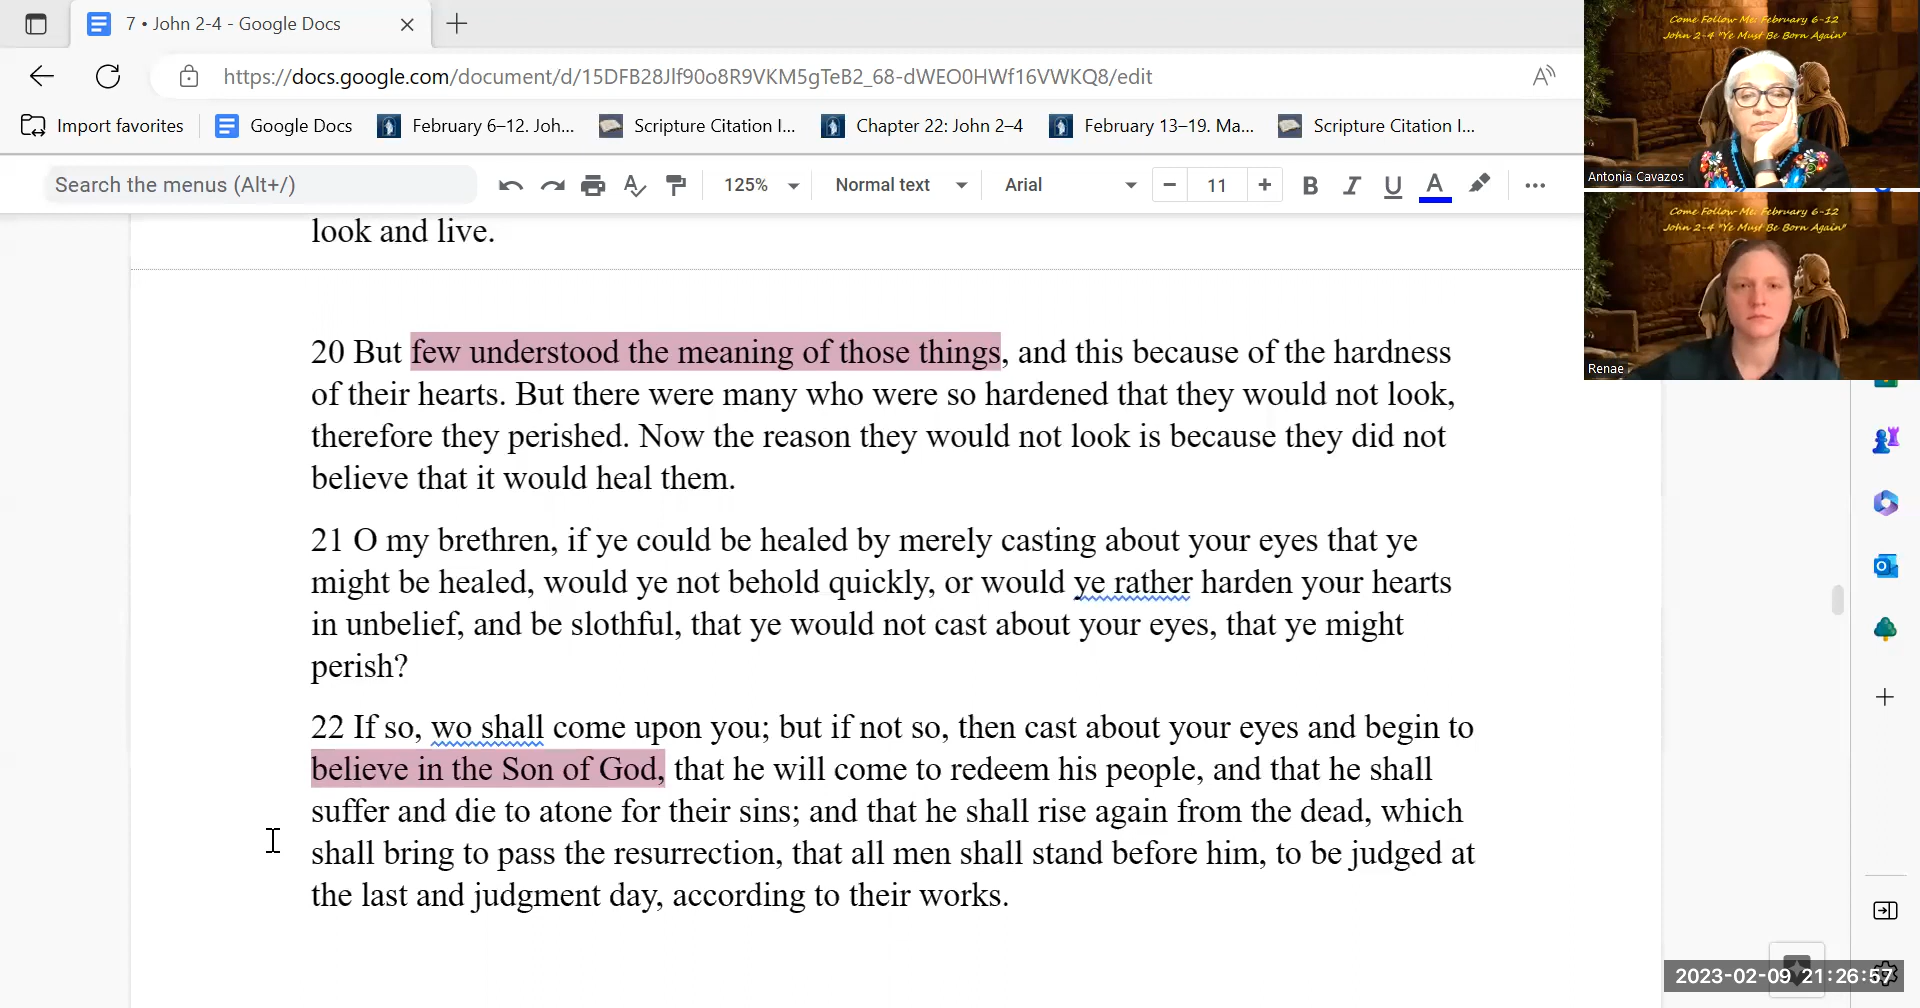 7 • John 2-4 - Google Docs
https://docs.google.com/document/d/15DFB28Jlf90o8R9VKM5gTeB2_68-dWEO0HWf16VWKQ8/edit
Import favorites
Google Docs
February 6–12. Joh...
Scripture Citation I...
Chapter 22: John 2–4
February 13–19. Ma...
Scripture Citation I...
Search the menus (Alt+/)
125%
Normal text
Arial
11
B I U A
look and live.
20 But few understood the meaning of those things, and this because of the hardness
of their hearts. But there were many who were so hardened that they would not look,
therefore they perished. Now the reason they would not look is because they did not
believe that it would heal them.
21 O my brethren, if ye could be healed by merely casting about your eyes that ye
might be healed, would ye not behold quickly, or would ye rather harden your hearts
in unbelief, and be slothful, that ye would not cast about your eyes, that ye might
perish?
22 If so, wo shall come upon you; but if not so, then cast about your eyes and begin to
believe in the Son of God, that he will come to redeem his people, and that he shall
suffer and die to atone for their sins; and that he shall rise again from the dead, which
shall bring to pass the resurrection, that all men shall stand before him, to be judged at
the last and judgment day, according to their works.
Come Follow Me: February 6-12
John 2-4 "Ye Must Be Born Again"
Antonia Cavazos
Come Follow Me: February 6-12
John 2-4 "Ye Must Be Born Again"
Renae
2023-02-09 21:26:57